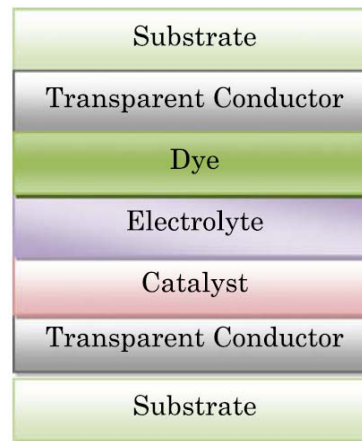 Substrate
Transparent Conductor
Dye
Electrolyte
Catalyst
Transparent Conductor
Substrate